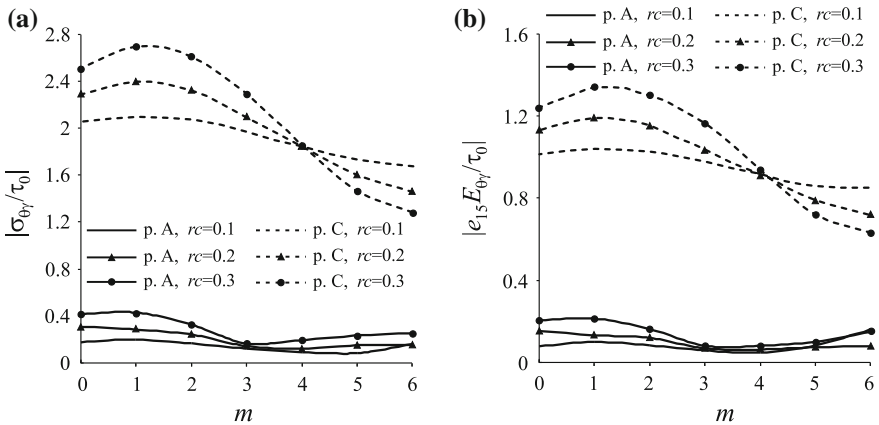 (a)
2.8
2.4
2
1.6
1.2
0.8
0.4
0
|σθγ/τ0|
p. A, rc=0.1
p. A, rc=0.2
p. A, rc=0.3
p. C, rc=0.1
p. C, rc=0.2
p. C, rc=0.3
0 1 2 3 4 5 6
m
(b)
p. A, rc=0.1
p. A, rc=0.2
p. A, rc=0.3
p. C, rc=0.1
p. C, rc=0.2
p. C, rc=0.3
1.6
1.2
0.8
0.4
0
|e15Eθγ/τ0|
0 1 2 3 4 5 6
m